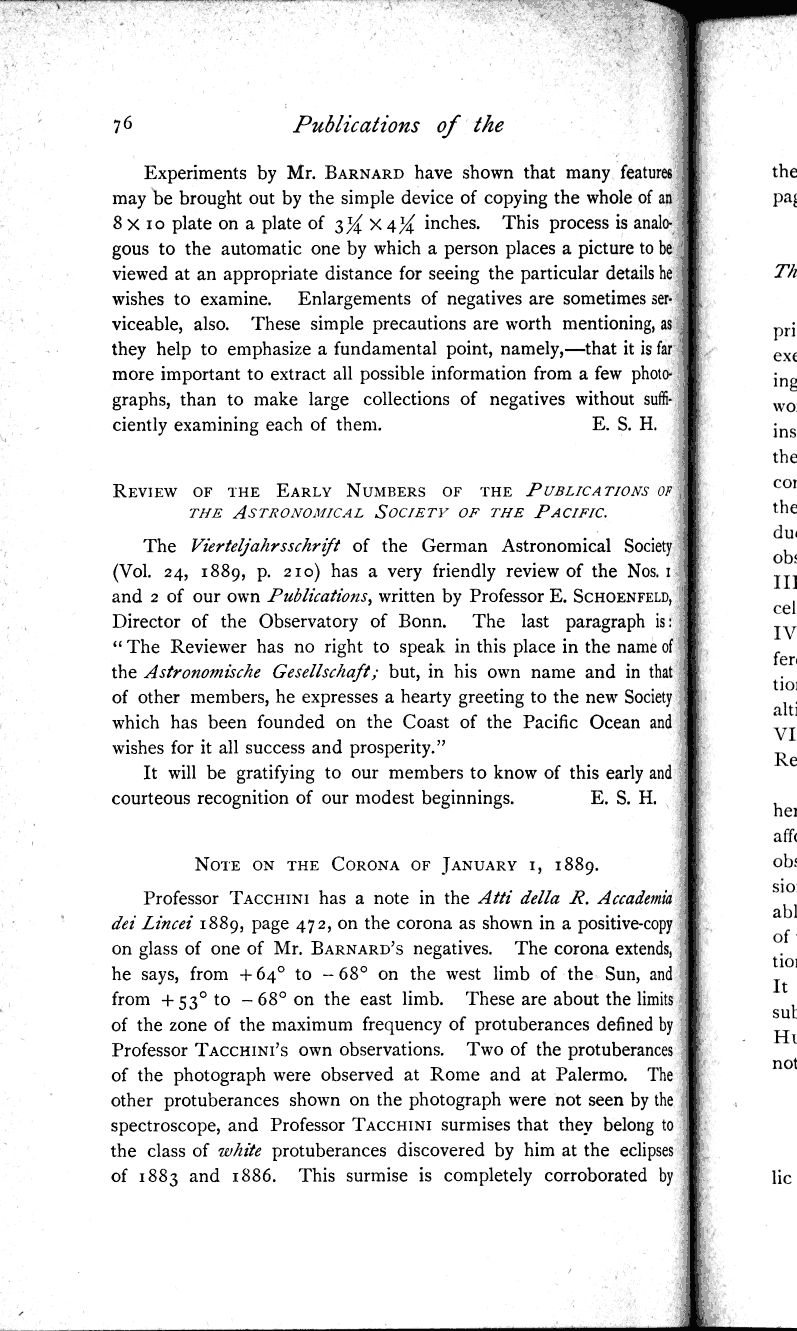 76 Publications of the
Experiments by Mr. BARNARD have shown that many features
may be brought out by the simple device of copying the whole of an
8 × 10 plate on a plate of 3¼ × 4¼ inches. This process is analo-
gous to the automatic one by which a person places a picture to be
viewed at an appropriate distance for seeing the particular details he
wishes to examine. Enlargements of negatives are sometimes ser-
viceable, also. These simple precautions are worth mentioning, as
they help to emphasize a fundamental point, namely,—that it is far
more important to extract all possible information from a few photo-
graphs, than to make large collections of negatives without suffi-
ciently examining each of them. E. S. H.
REVIEW OF THE EARLY NUMBERS OF THE PUBLICATIONS OF
THE ASTRONOMICAL SOCIETY OF THE PACIFIC.
The Vierteljahrsschrift of the German Astronomical Society
(Vol. 24, 1889, p. 210) has a very friendly review of the Nos. 1
and 2 of our own Publications, written by Professor E. SCHOENFELD,
Director of the Observatory of Bonn. The last paragraph is:
“The Reviewer has no right to speak in this place in the name of
the Astronomische Gesellschaft; but, in his own name and in that
of other members, he expresses a hearty greeting to the new Society
which has been founded on the Coast of the Pacific Ocean and
wishes for it all success and prosperity.”
It will be gratifying to our members to know of this early and
courteous recognition of our modest beginnings. E. S. H.
NOTE ON THE CORONA OF JANUARY 1, 1889.
Professor TACCHINI has a note in the Atti della R. Accademia
dei Lincei 1889, page 472, on the corona as shown in a positive-copy
on glass of one of Mr. BARNARD'S negatives. The corona extends,
he says, from +64° to −68° on the west limb of the Sun, and
from +53° to −68° on the east limb. These are about the limits
of the zone of the maximum frequency of protuberances defined by
Professor TACCHINI'S own observations. Two of the protuberances
of the photograph were observed at Rome and at Palermo. The
other protuberances shown on the photograph were not seen by the
spectroscope, and Professor TACCHINI surmises that they belong to
the class of white protuberances discovered by him at the eclipses
of 1883 and 1886. This surmise is completely corroborated by
the
pag
Th
pri
exe
ing
wo
ins
the
con
the
du
obs
III
cel
IV
fer
tio
alti
VI
Re
her
aff
obs
sio
abl
of
tion
It
sub
Hu
not
lic